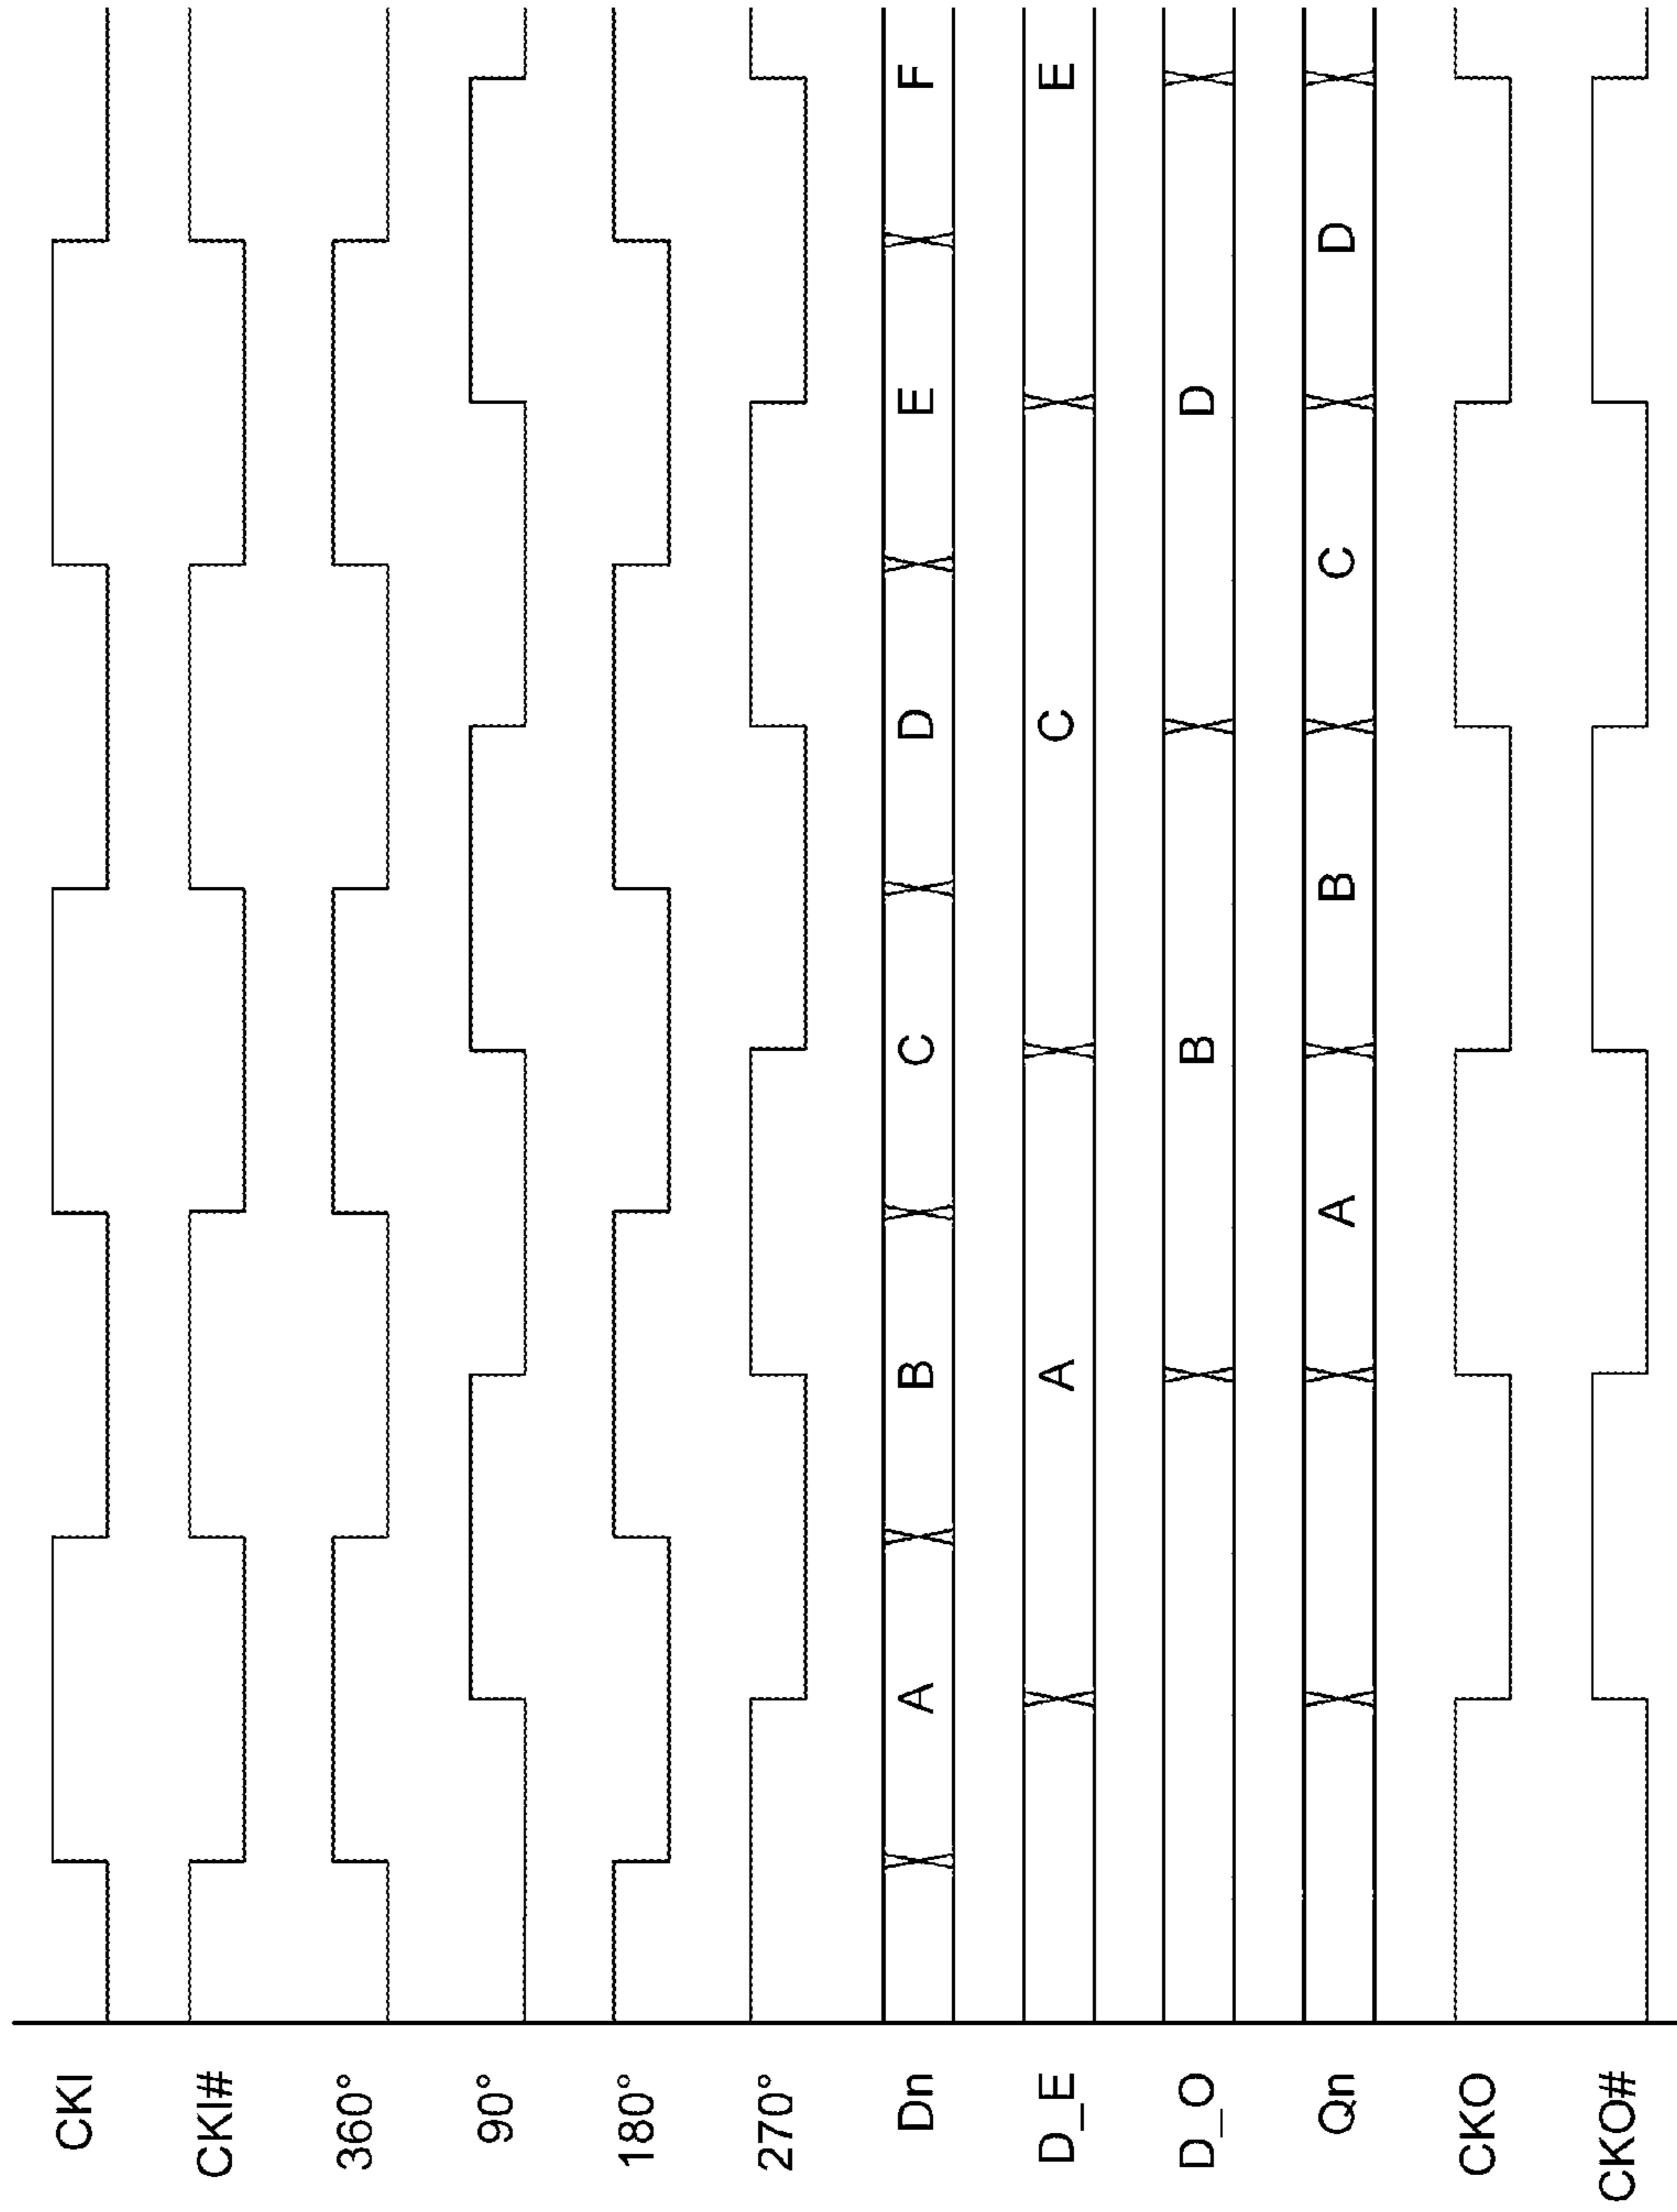 CKI
CKI#
360°
90°
180°
270°
Dn A B C D E F
D_E A C E
D_O B D
Qn A B C D
CKO
CKO#